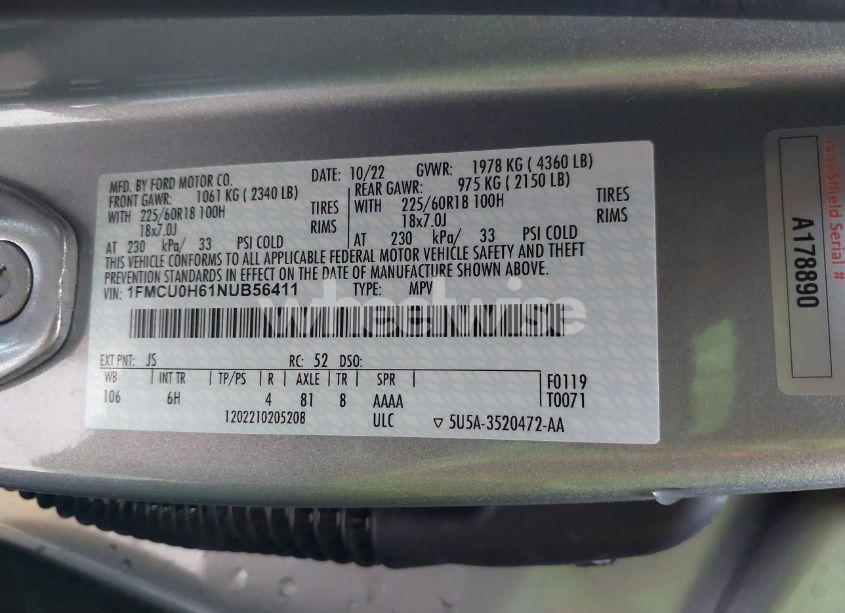 MFD. BY FORD MOTOR CO.
DATE: 10/22 GVWR: 1978 KG ( 4360 LB)
FRONT GAWR: 1061 KG ( 2340 LB)
WITH 225/60R18 100H TIRES
18x7.0J RIMS
AT 230 kPa/ 33 PSI COLD
REAR GAWR: 975 KG ( 2150 LB)
WITH 225/60R18 100H TIRES
18x7.0J RIMS
AT 230 kPa/ 33 PSI COLD
THIS VEHICLE CONFORMS TO ALL APPLICABLE FEDERAL MOTOR VEHICLE SAFETY AND THEFT
PREVENTION STANDARDS IN EFFECT ON THE DATE OF MANUFACTURE SHOWN ABOVE.
VIN: 1FMCU0H61NUB56411 TYPE: MPV
wheelwise
EXT PNT: JS RC: 52 DSO:
WB INT TR TP/PS R AXLE TR SPR F0119
106 6H 4 81 8 AAAA T0071
1202210205208 ULC ▽ 5U5A-3520472-AA
nanoShield Serial #
A178890